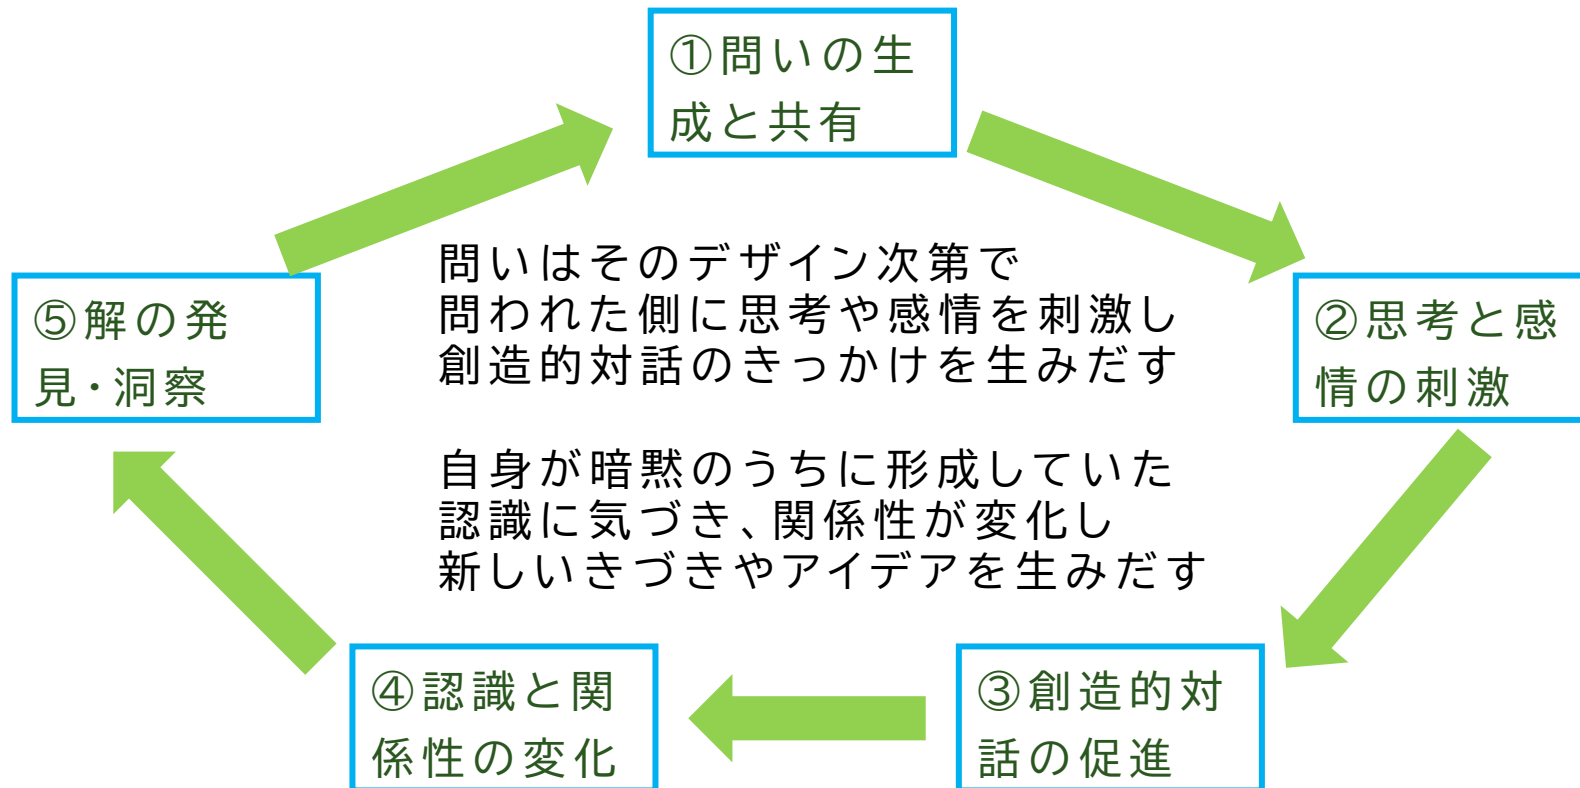 ①問いの生
成と共有
問いはそのデザイン次第で
問われた側に思考や感情を刺激し
創造的対話のきっかけを生みだす
自身が暗黙のうちに形成していた
認識に気づき、関係性が変化し
新しいきづきやアイデアを生みだす
②思考と感
情の刺激
③創造的対
話の促進
④認識と関
係性の変化
⑤解の発
見・洞察